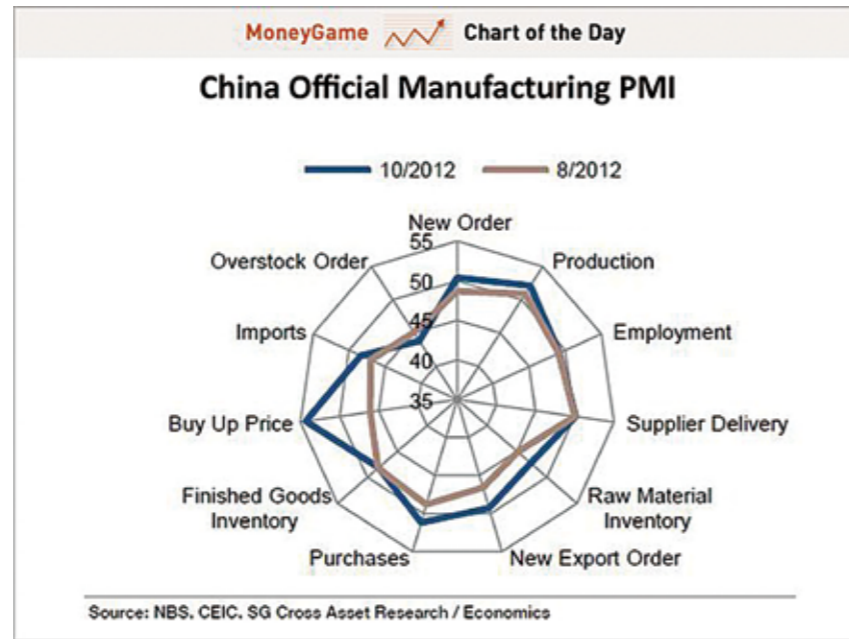 MoneyGame Chart of the Day
China Official Manufacturing PMI
10/2012 8/2012
New Order
55
50
45
40
35
Production
Employment
Supplier Delivery
Raw Material
Inventory
New Export Order
Purchases
Finished Goods
Inventory
Buy Up Price
Imports
Overstock Order
Source: NBS, CEIC, SG Cross Asset Research / Economics